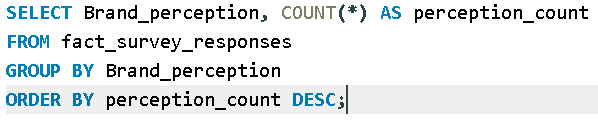 SELECT Brand_perception, COUNT(*) AS perception_count
FROM fact_survey_responses
GROUP BY Brand_perception
ORDER BY perception_count DESC;